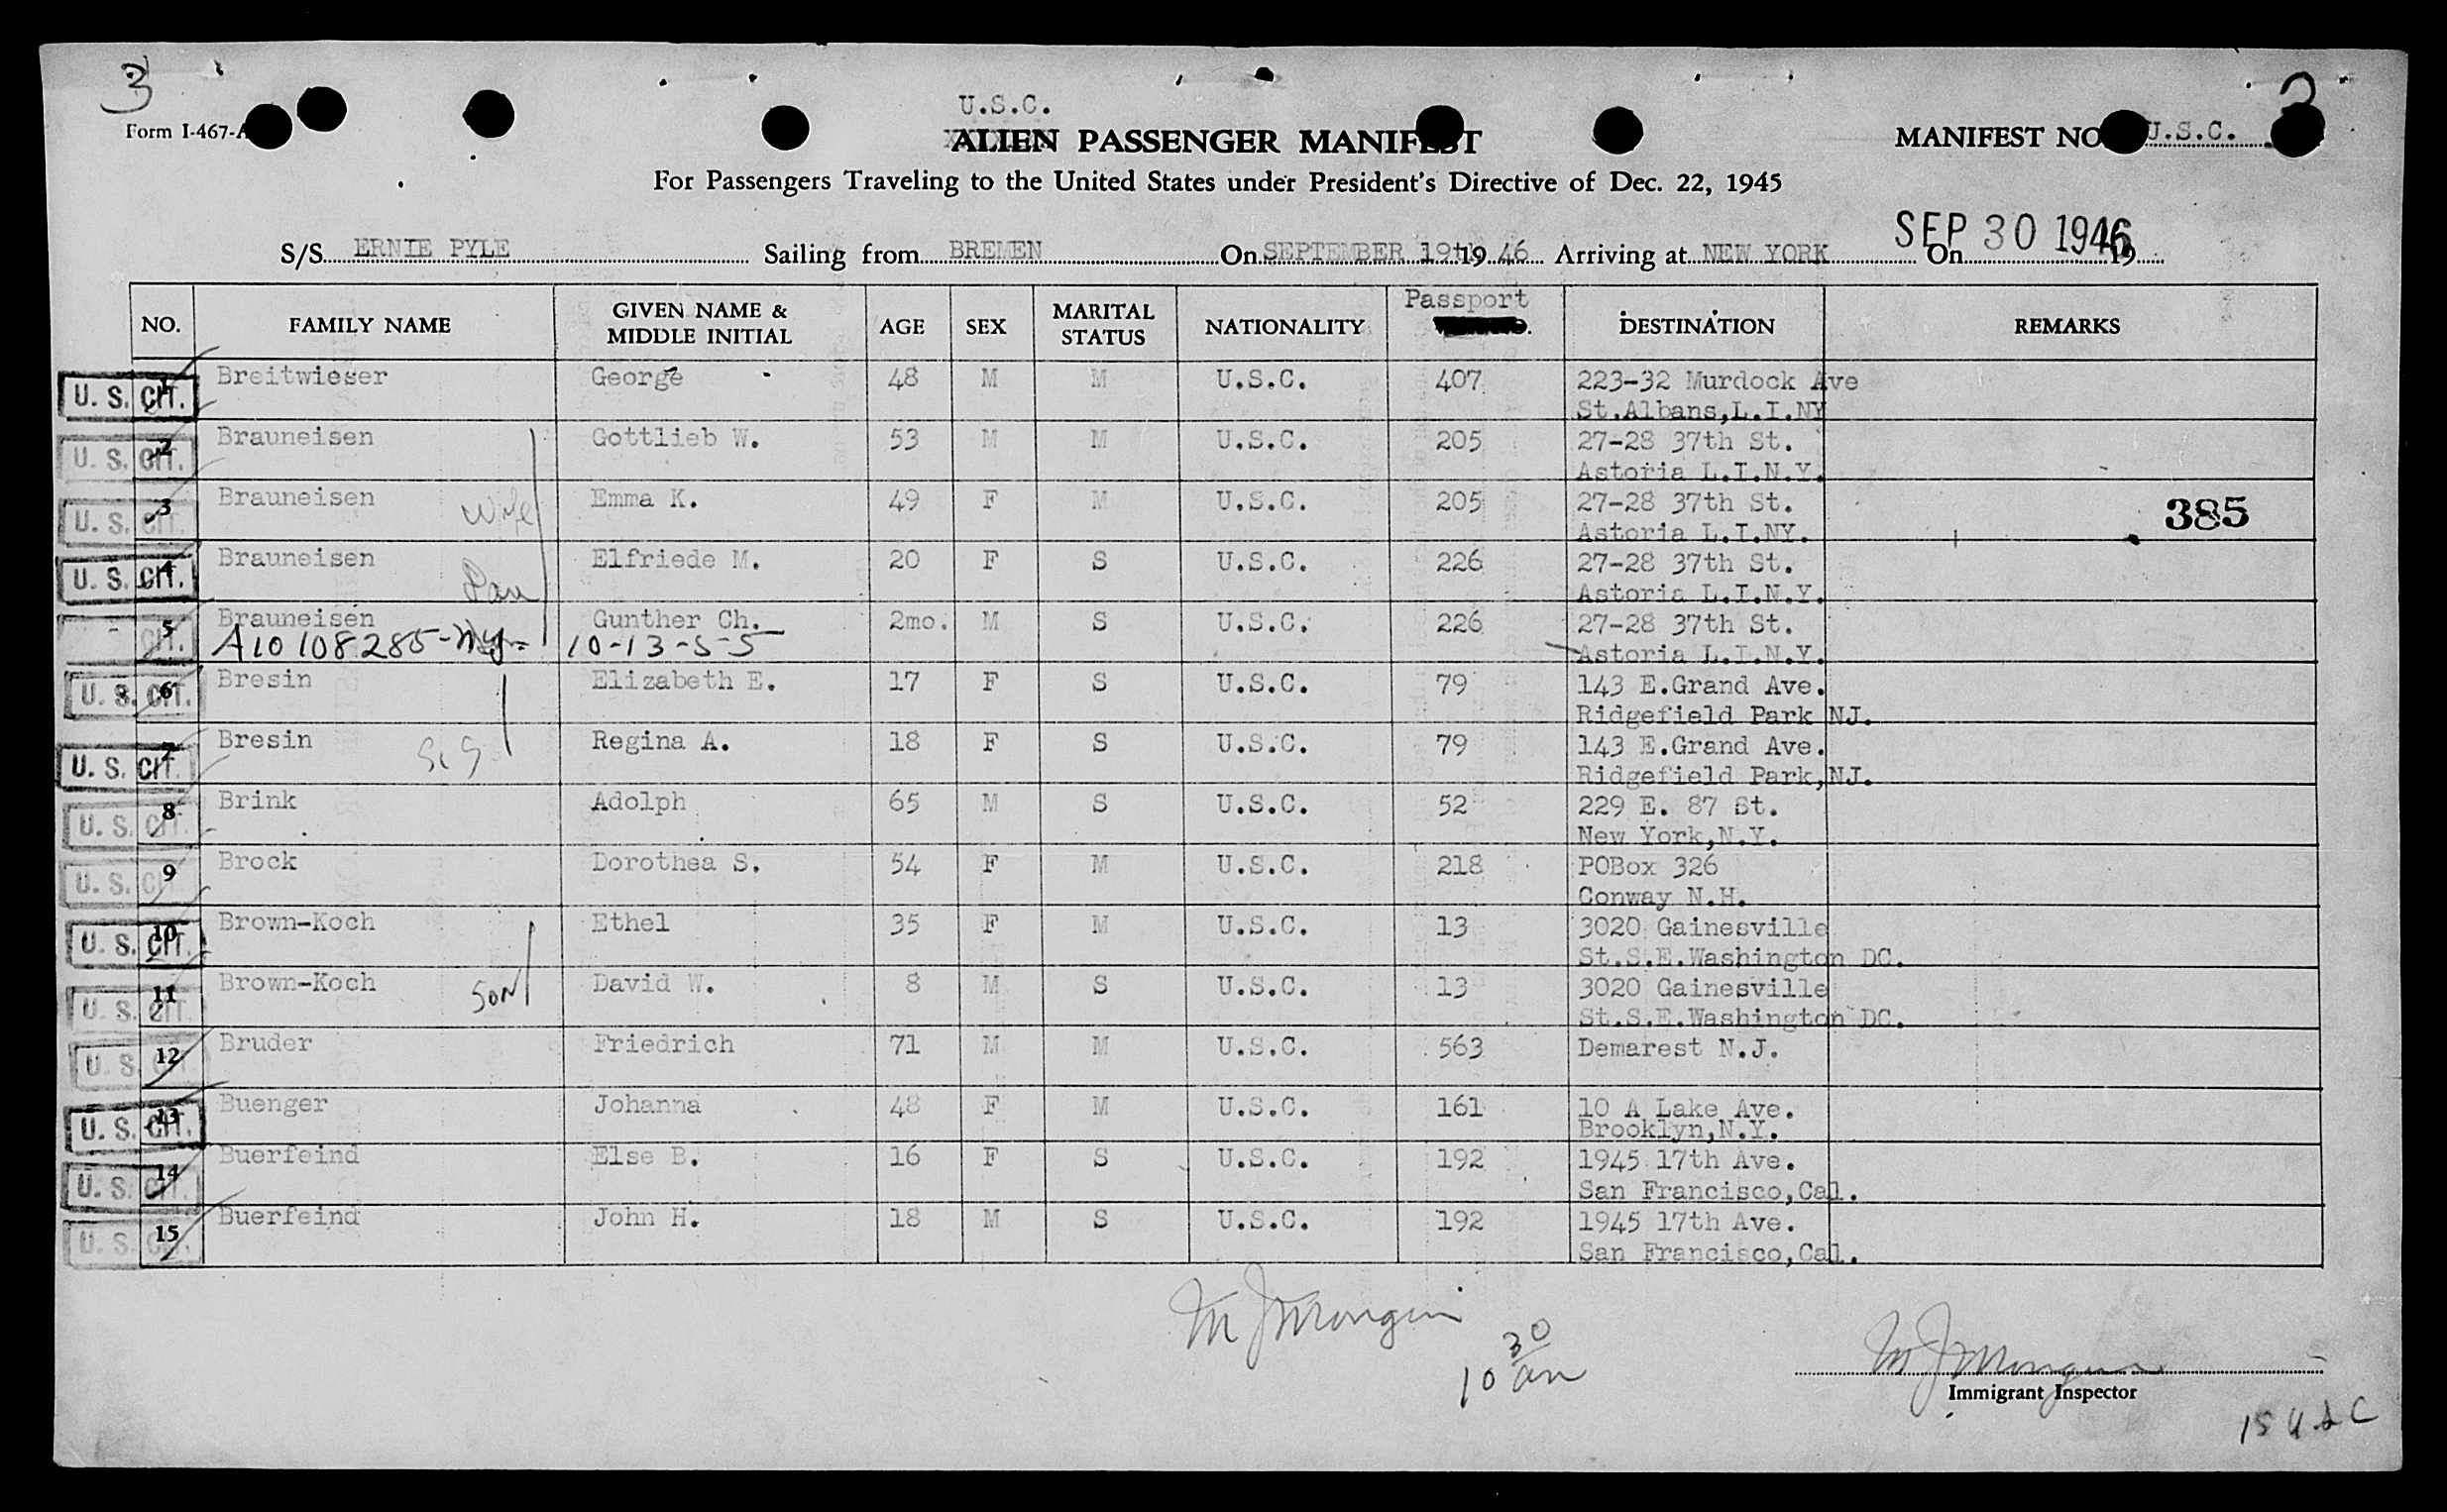 3
3
Form I-467-A
U.S.C.
ALIEN PASSENGER MANIFEST
MANIFEST NO. U.S.C.
For Passengers Traveling to the United States under President's Directive of Dec. 22, 1945
SEP 30 1946
S/S ERNIE PYLE Sailing from BREMEN On SEPTEMBER 19th 19 46 Arriving at NEW YORK On 19
NO. FAMILY NAME GIVEN NAME & MIDDLE INITIAL AGE SEX MARITAL STATUS NATIONALITY Passport DESTINATION REMARKS
U. S. CIT. 1 Breitwieser George 48 M M U.S.C. 407 223-32 Murdock Ave
St.Albans,L.I.NY
U. S. CIT. 2 Brauneisen Gottlieb W. 53 M M U.S.C. 205 27-28 37th St.
Astoria L.I.N.Y.
U. S. CIT. 3 Brauneisen wife Emma K. 49 F M U.S.C. 205 27-28 37th St. 385
Astoria L.I.NY.
U. S. CIT. 4 Brauneisen Elfriede M. 20 F S U.S.C. 226 27-28 37th St.
Astoria L.I.N.Y.
CIT. 5 Brauneisen Gunther Ch. 2mo. M S U.S.C. 226 27-28 37th St.
A10 108 285-NY- 10-13-55 Astoria L.I.N.Y.
U. S. CIT. 6 Bresin Elizabeth E. 17 F S U.S.C. 79 143 E.Grand Ave.
Ridgefield Park NJ.
U. S. CIT. 7 Bresin Regina A. 18 F S U.S.C. 79 143 E.Grand Ave.
Ridgefield Park,NJ.
U. S. CIT. 8 Brink Adolph 65 M S U.S.C. 52 229 E. 87 St.
New York,N.Y.
U. S. CIT. 9 Brock Dorothea S. 54 F M U.S.C. 218 POBox 326
Conway N.H.
U. S. CIT. 10 Brown-Koch Ethel 35 F M U.S.C. 13 3020 Gainesville
St.S.E.Washington DC.
U. S. CIT. 11 Brown-Koch SON David W. 8 M S U.S.C. 13 3020 Gainesville
St.S.E.Washington DC.
U. S. CIT. 12 Bruder Friedrich 71 M M U.S.C. 563 Demarest N.J.
U. S. CIT. 13 Buenger Johanna 48 F M U.S.C. 161 10 A Lake Ave.
Brooklyn,N.Y.
U. S. CIT. 14 Buerfeind Else B. 16 F S U.S.C. 192 1945 17th Ave.
San Francisco,Cal.
U. S. CIT. 15 Buerfeind John H. 18 M S U.S.C. 192 1945 17th Ave.
San Francisco,Cal.
10 30 am
Immigrant Inspector
15 USC